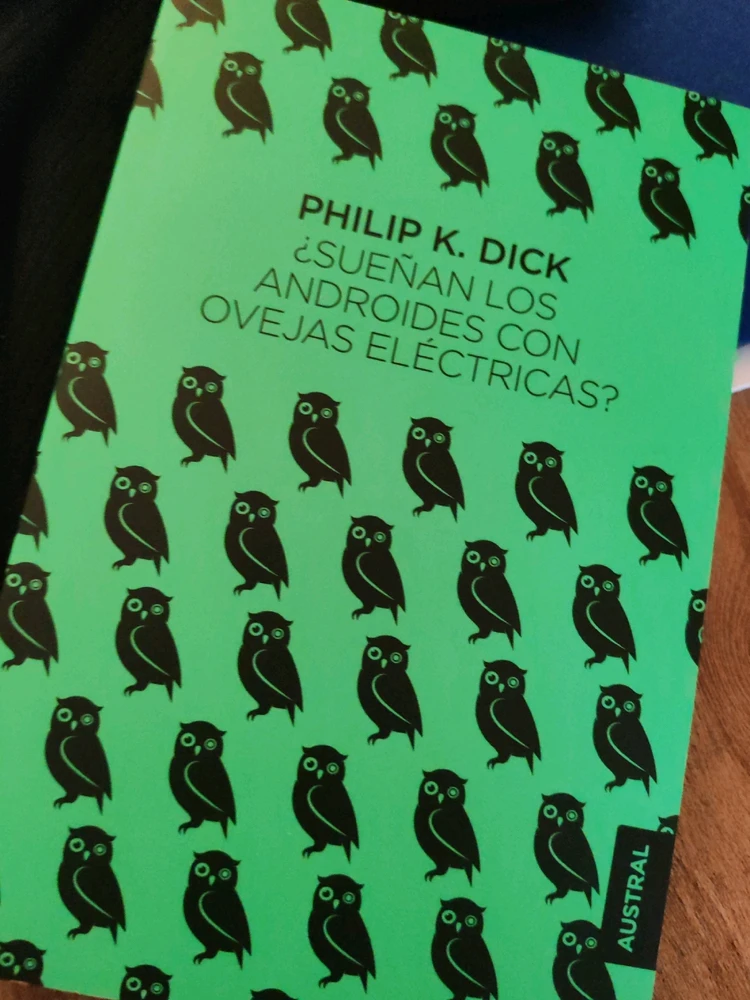 PHILIP K. DICK
¿SUEÑAN LOS
ANDROIDES CON
OVEJAS ELÉCTRICAS?
AUSTRAL